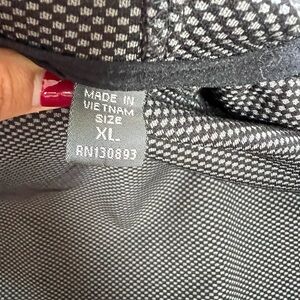 MADE IN
VIETNAM
SIZE
XL
RN130893